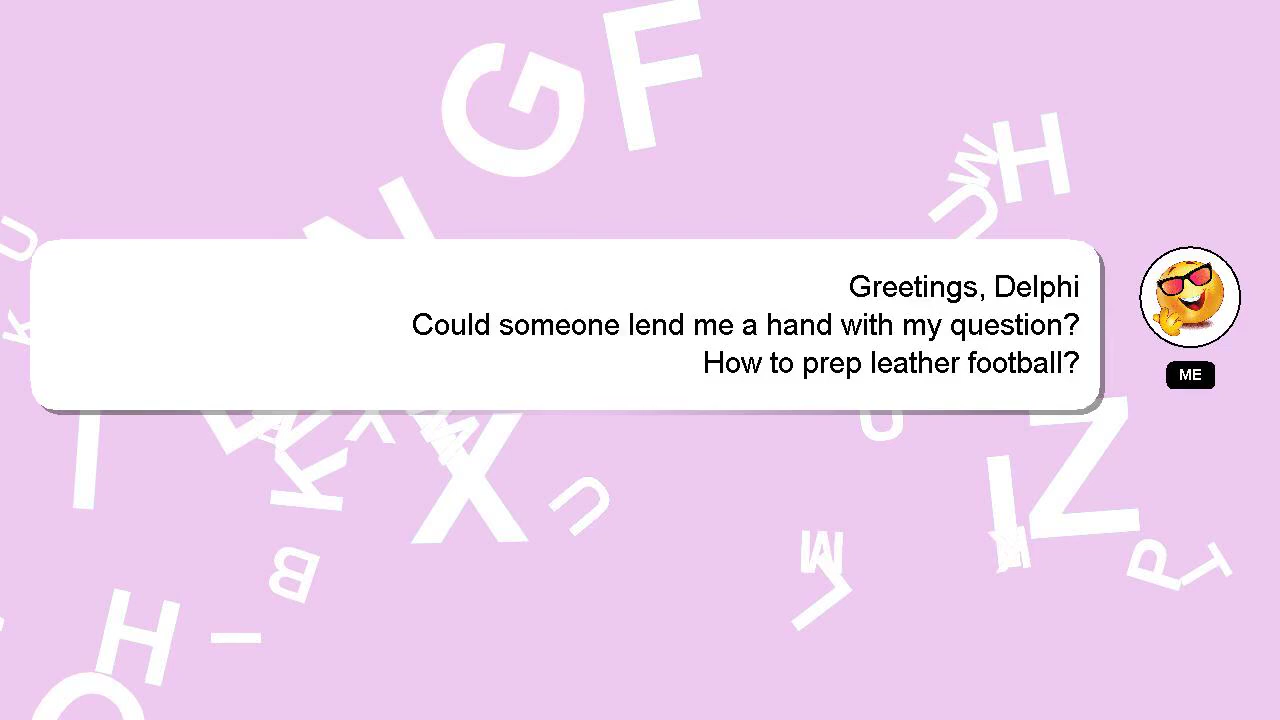 Greetings, Delphi
Could someone lend me a hand with my question?
How to prep leather football?
ME